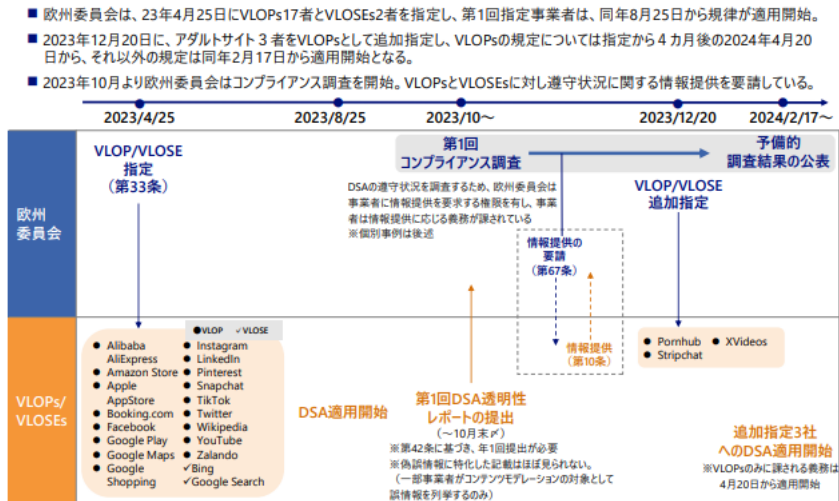 ■ 欧州委員会は、23年4月25日にVLOPs17者とVLOSEs2者を指定し、第1回指定事業者は、同年8月25日から規律が適用開始。
■ 2023年12月20日に、アダルトサイト３者をVLOPsとして追加指定し、VLOPsの規定については指定から４カ月後の2024年4月20
日から、それ以外の規定は同年2月17日から適用開始となる。
■ 2023年10月より欧州委員会はコンプライアンス調査を開始。VLOPsとVLOSEsに対し遵守状況に関する情報提供を要請している。
2023/4/25
2023/8/25
2023/10～
2023/12/20
2024/2/17～
欧州
委員会
VLOP/VLOSE
指定
（第33条）
第1回
コンプライアンス調査
予備的
調査結果の公表
DSAの遵守状況を調査するため、欧州委員会は
事業者に情報提供を要求する権限を有し、事業
者は情報提供に応じる義務が課されている
※個別事例は後述
VLOP/VLOSE
追加指定
情報提供の
要請
（第67条）
情報提供
（第10条）
VLOPs/
VLOSEs
●VLOP ✓VLOSE
● Alibaba
AliExpress
● Amazon Store
● Apple
AppStore
● Booking.com
● Facebook
● Google Play
● Google Maps
● Google
Shopping
● Instagram
● LinkedIn
● Pinterest
● Snapchat
● TikTok
● Twitter
● Wikipedia
● YouTube
● Zalando
✓Bing
✓Google Search
DSA適用開始
第1回DSA透明性
レポートの提出
（～10月末〆）
※第42条に基づき、年1回提出が必要
※偽誤情報に特化した記載はほぼ見られない。
（一部事業者がコンテンツモデレーションの対象として
誤情報を列挙するのみ）
● Pornhub ● XVideos
● Stripchat
追加指定3社
へのDSA適用開始
※VLOPsのみに課される義務は
4月20日から適用開始